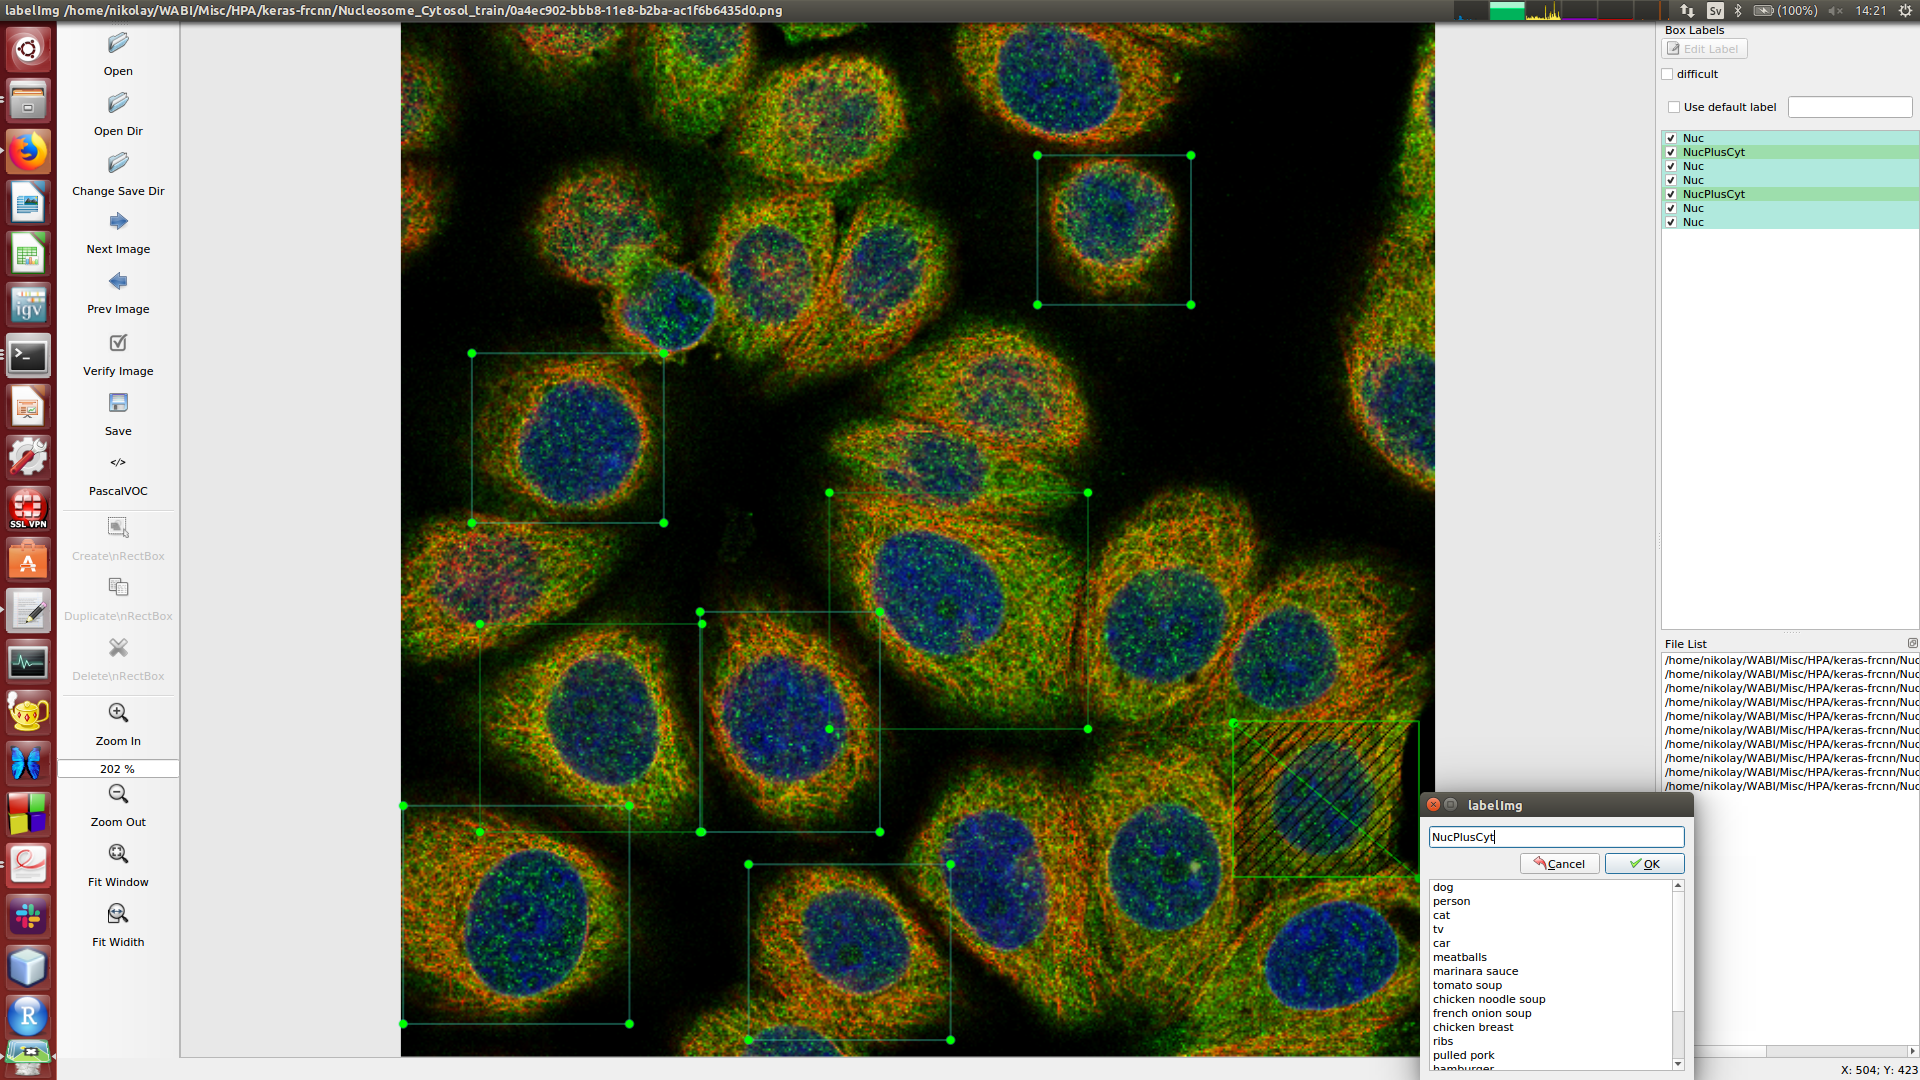 labelImg /home/nikolay/WABI/Misc/HPA/keras-frcnn/Nucleosome_Cytosol_train/0a4ec902-bbb8-11e8-b2ba-ac1f6b6435d0.png
Sv
(100%)
14:21
Open
Open Dir
Change Save Dir
Next Image
Prev Image
Verify Image
Save
</>
PascalVOC
Create\nRectBox
Duplicate\nRectBox
Delete\nRectBox
Zoom In
202 %
Zoom Out
Fit Window
Fit Width
igv
SSL VPN
Box Labels
Edit Label
difficult
Use default label
Nuc
NucPlusCyt
Nuc
Nuc
NucPlusCyt
Nuc
Nuc
File List
/home/nikolay/WABI/Misc/HPA/keras-frcnn/Nuc
/home/nikolay/WABI/Misc/HPA/keras-frcnn/Nuc
/home/nikolay/WABI/Misc/HPA/keras-frcnn/Nuc
/home/nikolay/WABI/Misc/HPA/keras-frcnn/Nuc
/home/nikolay/WABI/Misc/HPA/keras-frcnn/Nuc
/home/nikolay/WABI/Misc/HPA/keras-frcnn/Nuc
/home/nikolay/WABI/Misc/HPA/keras-frcnn/Nuc
/home/nikolay/WABI/Misc/HPA/keras-frcnn/Nuc
/home/nikolay/WABI/Misc/HPA/keras-frcnn/Nuc
/home/nikolay/WABI/Misc/HPA/keras-frcnn/Nuc
labelImg
NucPlusCyt
Cancel
OK
dog
person
cat
tv
car
meatballs
marinara sauce
tomato soup
chicken noodle soup
french onion soup
chicken breast
ribs
pulled pork
hamburger
X: 504; Y: 423